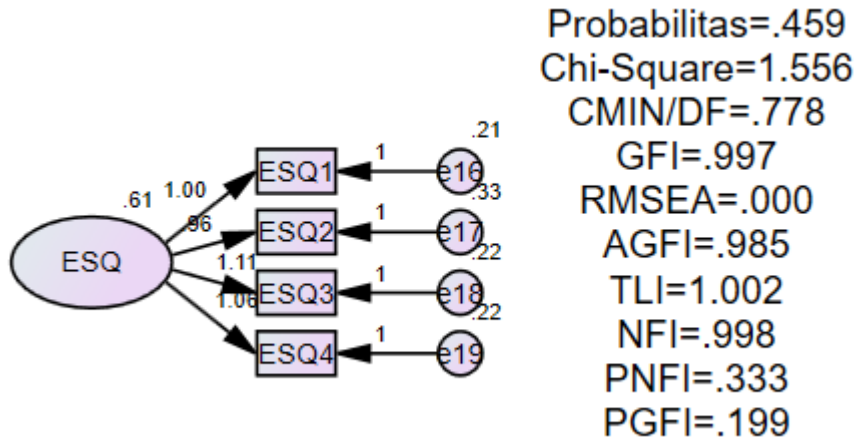 Probabilitas=.459
Chi-Square=1.556
CMIN/DF=.778
GFI=.997
RMSEA=.000
AGFI=.985
TLI=1.002
NFI=.998
PNFI=.333
PGFI=.199
.61
ESQ
1.00
.96
1.11
1.06
ESQ1
1
e16
.21
ESQ2
1
e17
.33
ESQ3
1
e18
.22
ESQ4
1
e19
.22